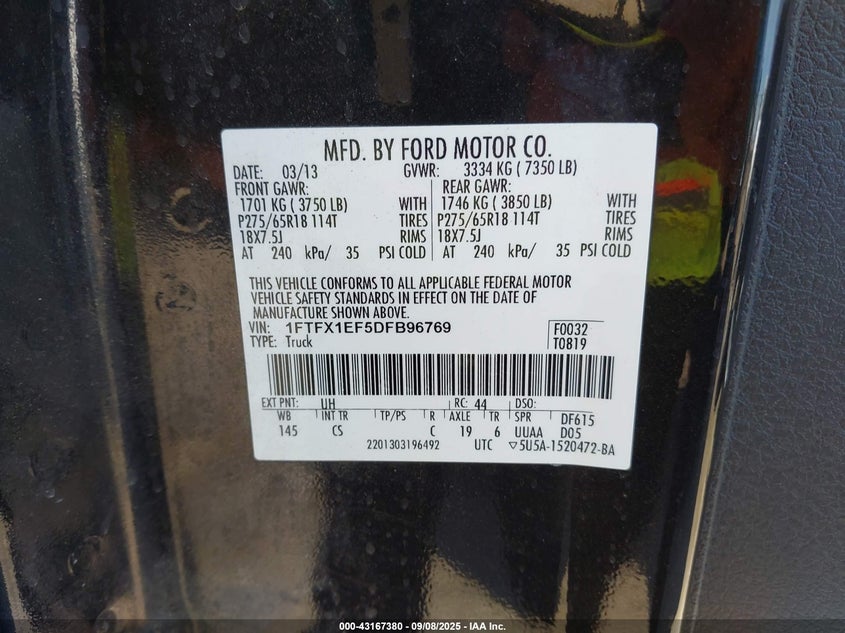 MFD. BY FORD MOTOR CO.
DATE: 03/13 GVWR: 3334 KG ( 7350 LB)
FRONT GAWR: REAR GAWR:
1701 KG ( 3750 LB) WITH 1746 KG ( 3850 LB) WITH
P275/65R18 114T TIRES P275/65R18 114T TIRES
18X7.5J RIMS 18X7.5J RIMS
AT 240 kPa/ 35 PSI COLD AT 240 kPa/ 35 PSI COLD
THIS VEHICLE CONFORMS TO ALL APPLICABLE FEDERAL MOTOR
VEHICLE SAFETY STANDARDS IN EFFECT ON THE DATE OF
MANUFACTURE SHOWN ABOVE.
VIN: 1FTFX1EF5DFB96769 F0032
TYPE: Truck T0819
EXT PNT: UH RC: 44 DSO:
WB INT TR TP/PS R AXLE TR SPR DF615
145 CS C 19 6 UUAA D05
2201303196492 UTC ▽5U5A-1520472-BA
000-43167380 - 09/08/2025 - IAA Inc.